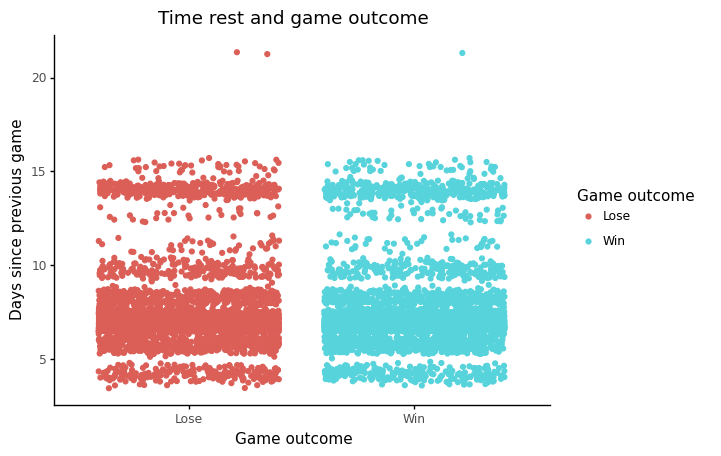 Time rest and game outcome
Days since previous game
20
15
10
5
Lose
Win
Game outcome
Game outcome
Lose
Win